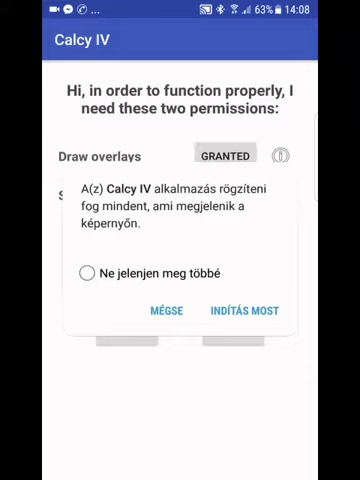 ... 63% 14:08
Calcy IV
Hi, in order to function properly, I
need these two permissions:
Draw overlays GRANTED
S
A(z) Calcy IV alkalmazás rögzíteni
fog mindent, ami megjelenik a
képernyőn.
Ne jelenjen meg többé
MÉGSE INDÍTÁS MOST